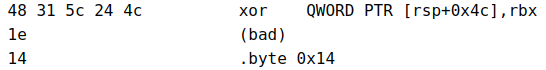 48 31 5c 24 4c          xor    QWORD PTR [rsp+0x4c],rbx
1e                      (bad)
14                      .byte 0x14